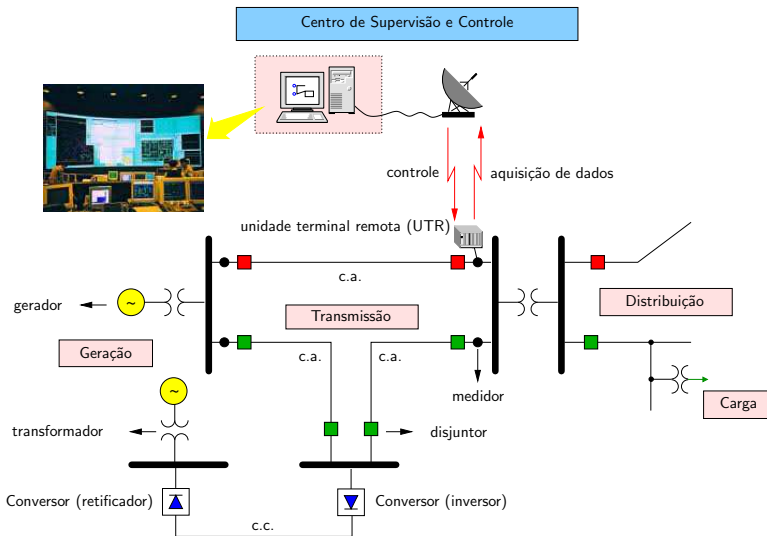 Centro de Supervisão e Controle
controle
aquisição de dados
unidade terminal remota (UTR)
c.a.
gerador
~
Transmissão
Distribuição
Geração
c.a.
c.a.
~
medidor
Carga
transformador
disjuntor
Conversor (retificador)
Conversor (inversor)
c.c.